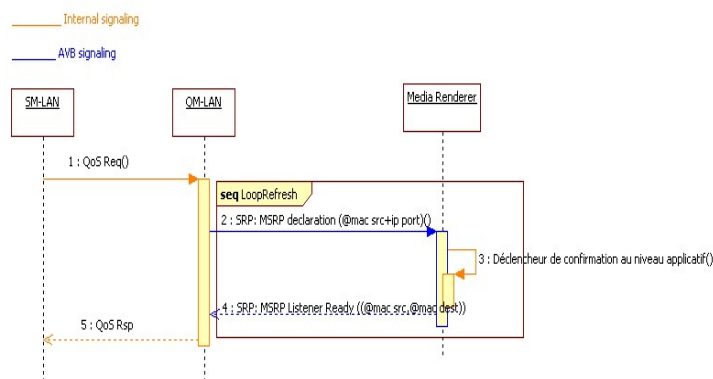 Internal signaling
AVB signaling
SM-LAN
QM-LAN
Media Renderer
1 : QoS Req()
seq LoopRefresh
2 : SRP: MSRP declaration (@mac src+ip port)()
3 : Déclencheur de confirmation au niveau applicatif()
4 : SRP: MSRP Listener Ready ((@mac src,@mac dest))
5 : QoS Rsp